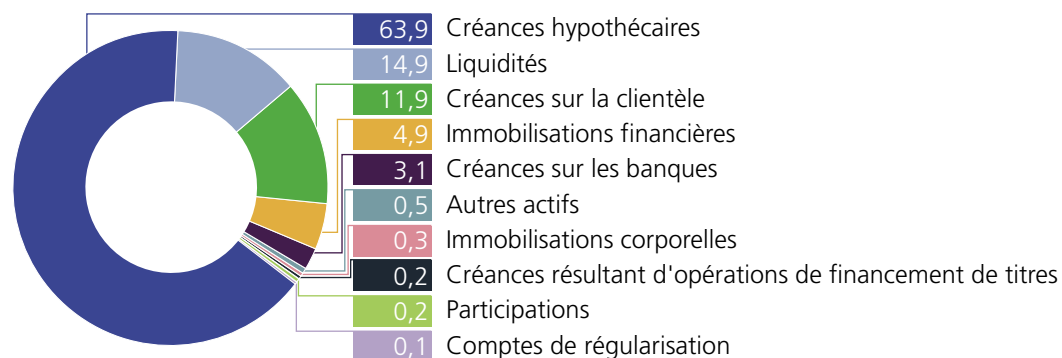 63,9 Créances hypothécaires
14,9 Liquidités
11,9 Créances sur la clientèle
4,9 Immobilisations financières
3,1 Créances sur les banques
0,5 Autres actifs
0,3 Immobilisations corporelles
0,2 Créances résultant d'opérations de financement de titres
0,2 Participations
0,1 Comptes de régularisation